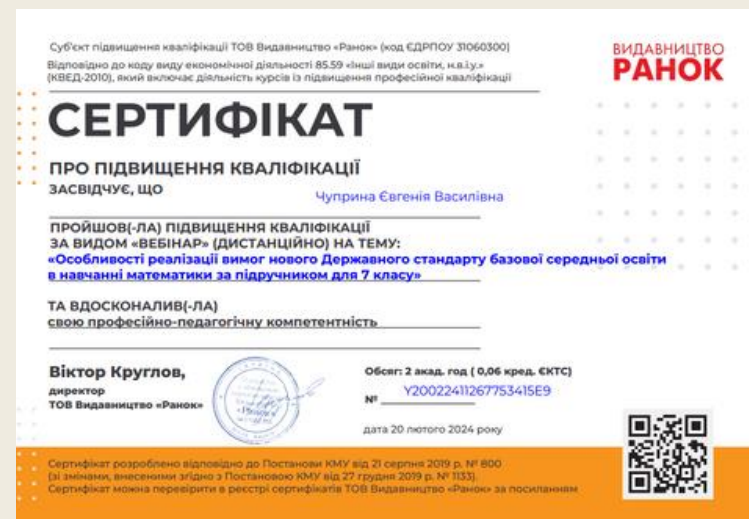 Суб'єкт підвищення кваліфікації ТОВ Видавництво «Ранок» (код ЄДРПОУ 31060300)
Відповідно до коду виду економічної діяльності 85.59 «Інші види освіти, н.в.і.у.»
(КВЕД-2010), який включає діяльність курсів із підвищення професійної кваліфікації
ВИДАВНИЦТВО
РАНОК
СЕРТИФІКАТ
ПРО ПІДВИЩЕННЯ КВАЛІФІКАЦІЇ
ЗАСВІДЧУЄ, ЩО
Чуприна Євгенія Василівна
ПРОЙШОВ(-ЛА) ПІДВИЩЕННЯ КВАЛІФІКАЦІЇ
ЗА ВИДОМ «ВЕБІНАР» (ДИСТАНЦІЙНО) НА ТЕМУ:
«Особливості реалізації вимог нового Державного стандарту базової середньої освіти
в навчанні математики за підручником для 7 класу»
ТА ВДОСКОНАЛИВ(-ЛА)
свою професійно-педагогічну компетентність
Віктор Круглов,
директор
ТОВ Видавництво «Ранок»
Обсяг: 2 акад. год ( 0,06 кред. ЄКТС)
№ Y20022411267753415E9
дата 20 лютого 2024 року
Сертифікат розроблено відповідно до Постанови КМУ від 21 серпня 2019 р. № 800
(зі змінами, внесеними згідно з Постановою КМУ від 27 грудня 2019 р. № 1133).
Сертифікат можна перевірити в реєстрі сертифікатів ТОВ Видавництво «Ранок» за посиланням